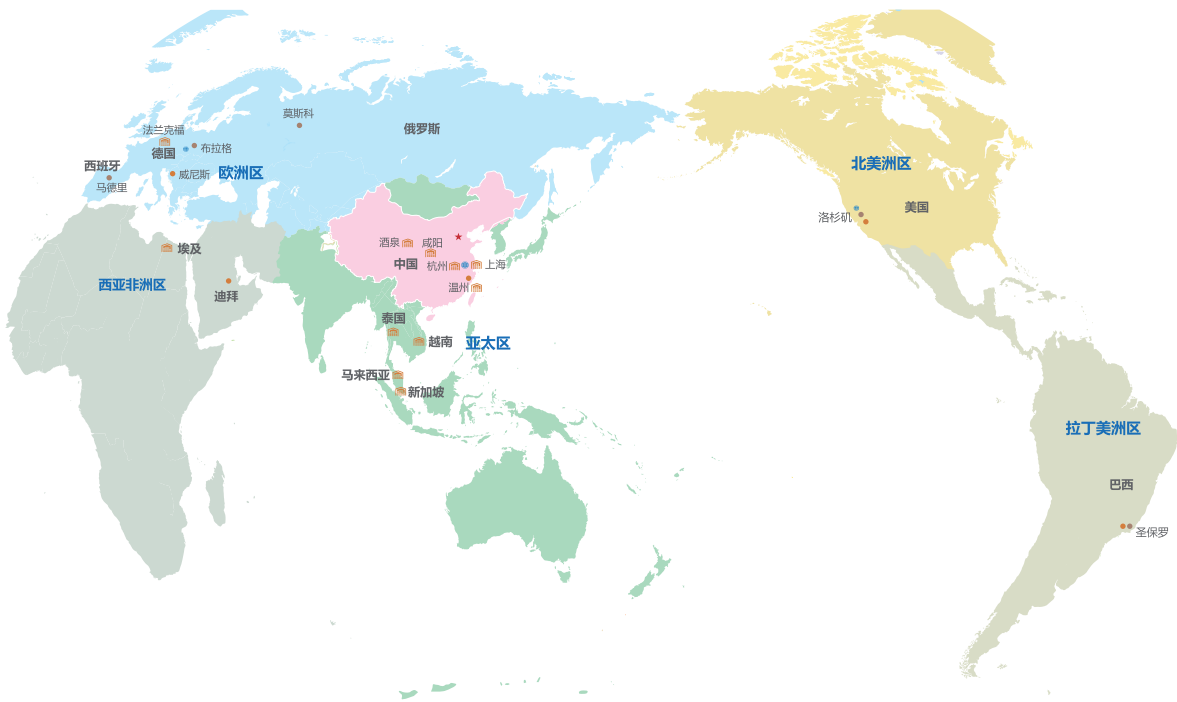 莫斯科
俄罗斯
法兰克福
德国
布拉格
西班牙
马德里
威尼斯
欧洲区
北美洲区
洛杉矶
美国
埃及
西亚非洲区
迪拜
酒泉
咸阳
中国
杭州
上海
温州
泰国
越南
亚太区
马来西亚
新加坡
拉丁美洲区
巴西
圣保罗